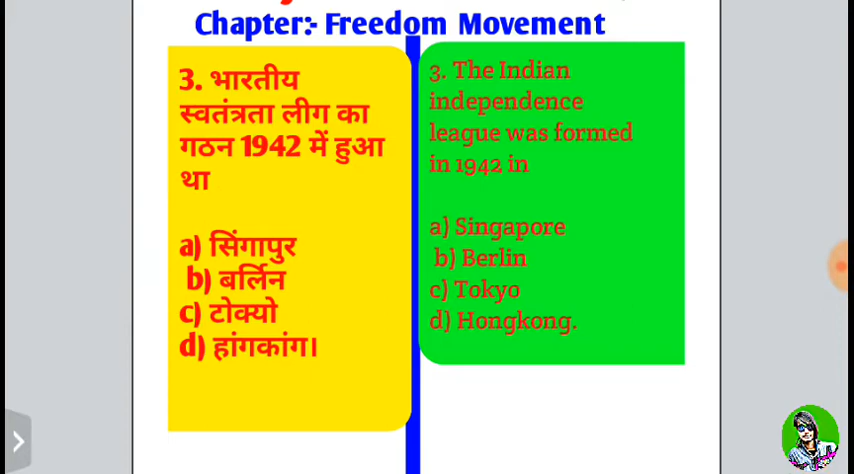 Chapter:- Freedom Movement
3. भारतीय
स्वतंत्रता लीग का
गठन 1942 में हुआ
था
a) सिंगापुर
b) बर्लिन
c) टोक्यो
d) हांगकांग।
3. The Indian
independence
league was formed
in 1942 in
a) Singapore
b) Berlin
c) Tokyo
d) Hongkong.